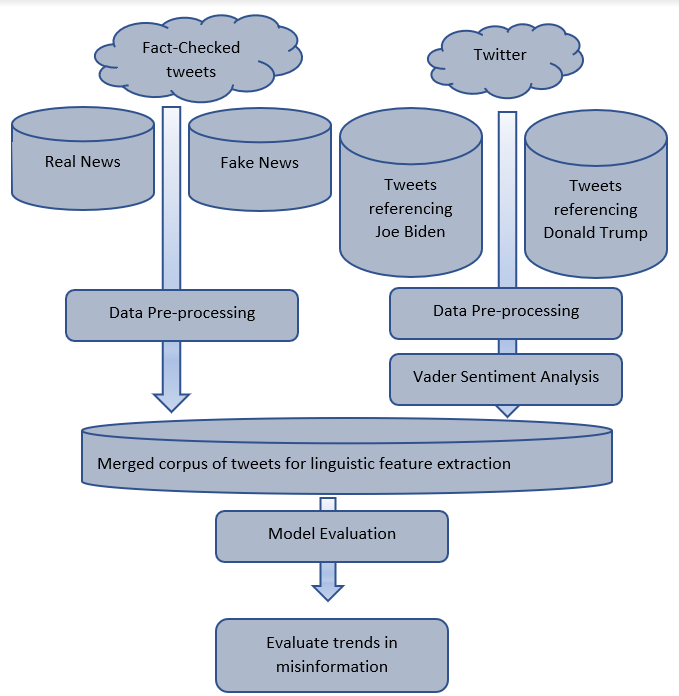 Fact-Checked
tweets
Twitter
Real News
Fake News
Tweets
referencing
Joe Biden
Tweets
referencing
Donald Trump
Data Pre-processing
Data Pre-processing
Vader Sentiment Analysis
Merged corpus of tweets for linguistic feature extraction
Model Evaluation
Evaluate trends in
misinformation